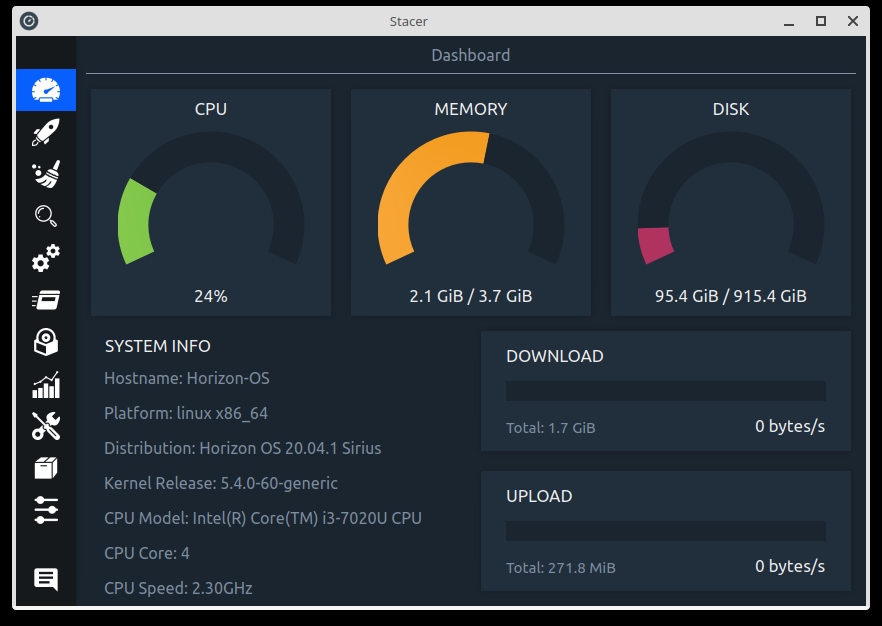 Stacer
Dashboard
CPU
24%
MEMORY
2.1 GiB / 3.7 GiB
DISK
95.4 GiB / 915.4 GiB
SYSTEM INFO
Hostname: Horizon-OS
Platform: linux x86_64
Distribution: Horizon OS 20.04.1 Sirius
Kernel Release: 5.4.0-60-generic
CPU Model: Intel(R) Core(TM) i3-7020U CPU
CPU Core: 4
CPU Speed: 2.30GHz
DOWNLOAD
Total: 1.7 GiB
0 bytes/s
UPLOAD
Total: 271.8 MiB
0 bytes/s